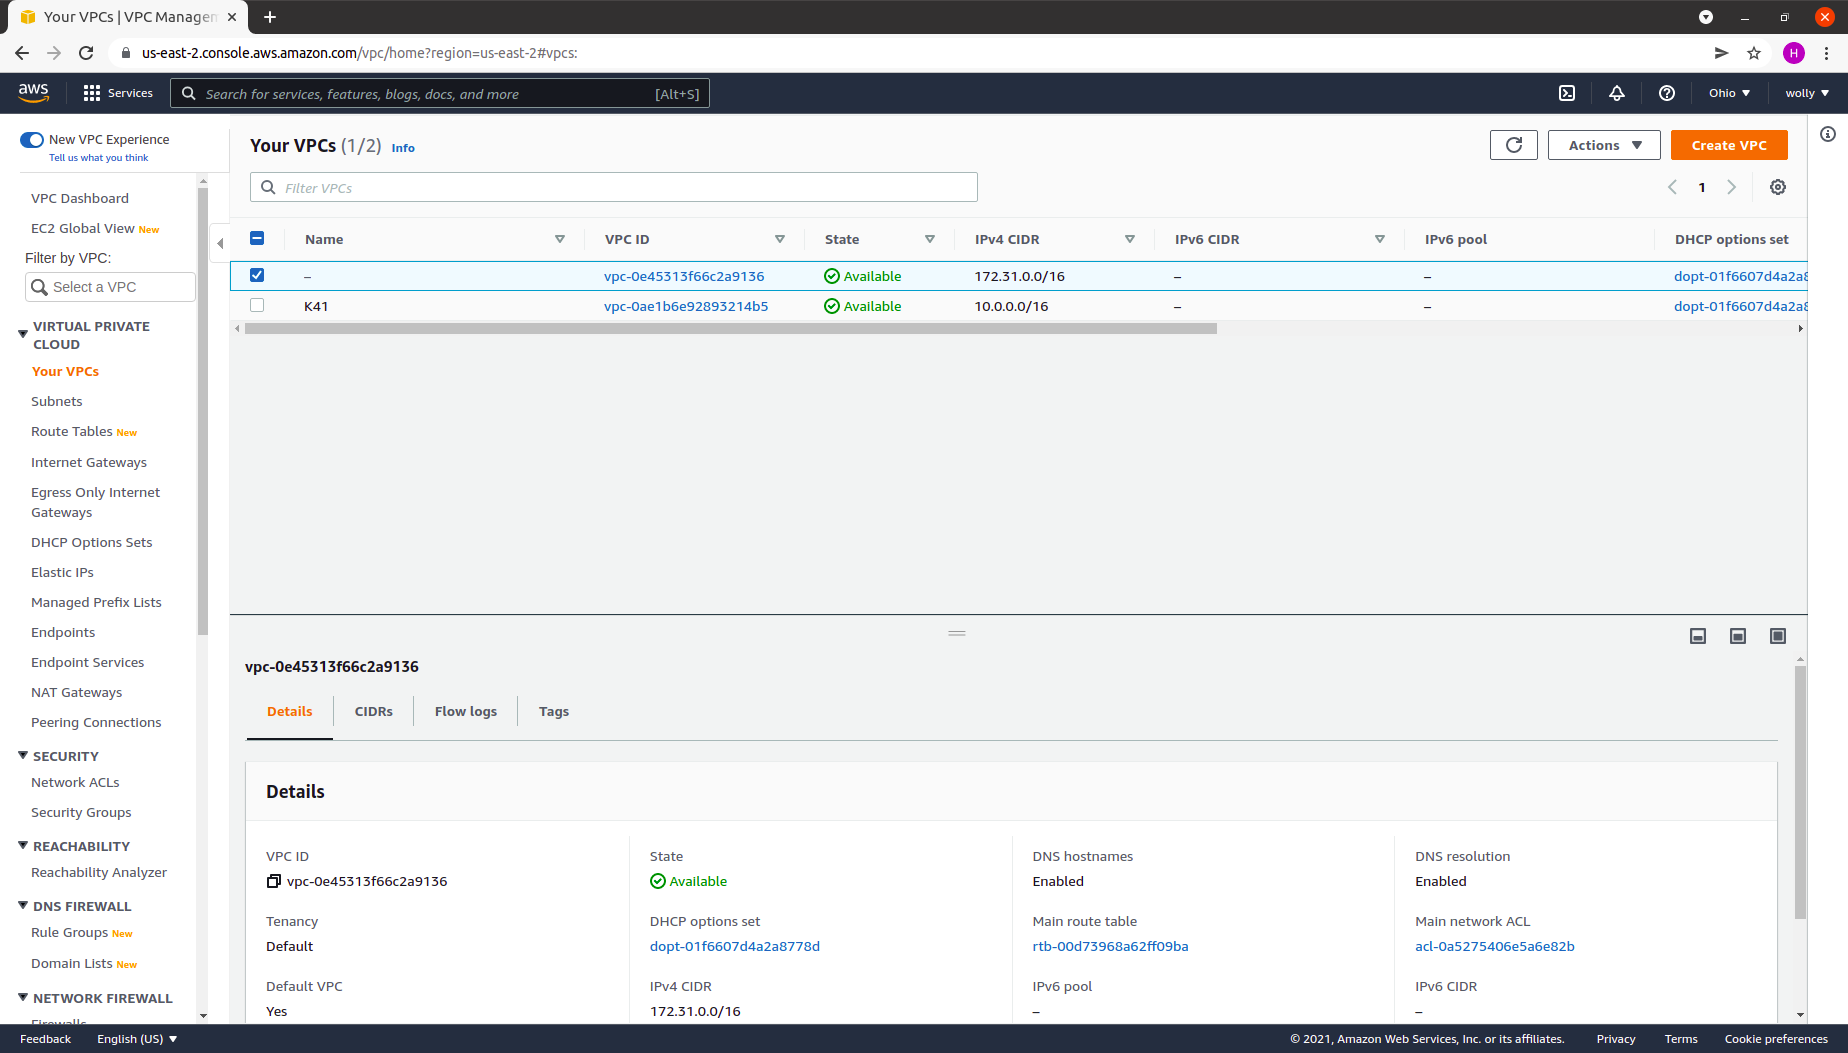 Your VPCs | VPC Managem
us-east-2.console.aws.amazon.com/vpc/home?region=us-east-2#vpcs:
H
aws
Services
Search for services, features, blogs, docs, and more
[Alt+S]
Ohio
wolly
New VPC Experience
Tell us what you think
VPC Dashboard
EC2 Global View New
Filter by VPC:
Select a VPC
VIRTUAL PRIVATE
CLOUD
Your VPCs
Subnets
Route Tables New
Internet Gateways
Egress Only Internet
Gateways
DHCP Options Sets
Elastic IPs
Managed Prefix Lists
Endpoints
Endpoint Services
NAT Gateways
Peering Connections
SECURITY
Network ACLs
Security Groups
REACHABILITY
Reachability Analyzer
DNS FIREWALL
Rule Groups New
Domain Lists New
NETWORK FIREWALL
Firewalls
Your VPCs (1/2) Info
Actions
Create VPC
Filter VPCs
1
Name VPC ID State IPv4 CIDR IPv6 CIDR IPv6 pool DHCP options set
– vpc-0e45313f66c2a9136 Available 172.31.0.0/16 – – dopt-01f6607d4a2a8
K41 vpc-0ae1b6e92893214b5 Available 10.0.0.0/16 – – dopt-01f6607d4a2a8
vpc-0e45313f66c2a9136
Details CIDRs Flow logs Tags
Details
VPC ID State DNS hostnames DNS resolution
vpc-0e45313f66c2a9136 Available Enabled Enabled
Tenancy DHCP options set Main route table Main network ACL
Default dopt-01f6607d4a2a8778d rtb-00d73968a62ff09ba acl-0a5275406e5a6e82b
Default VPC IPv4 CIDR IPv6 pool IPv6 CIDR
Yes 172.31.0.0/16 – –
Feedback English (US) © 2021, Amazon Web Services, Inc. or its affiliates. Privacy Terms Cookie preferences